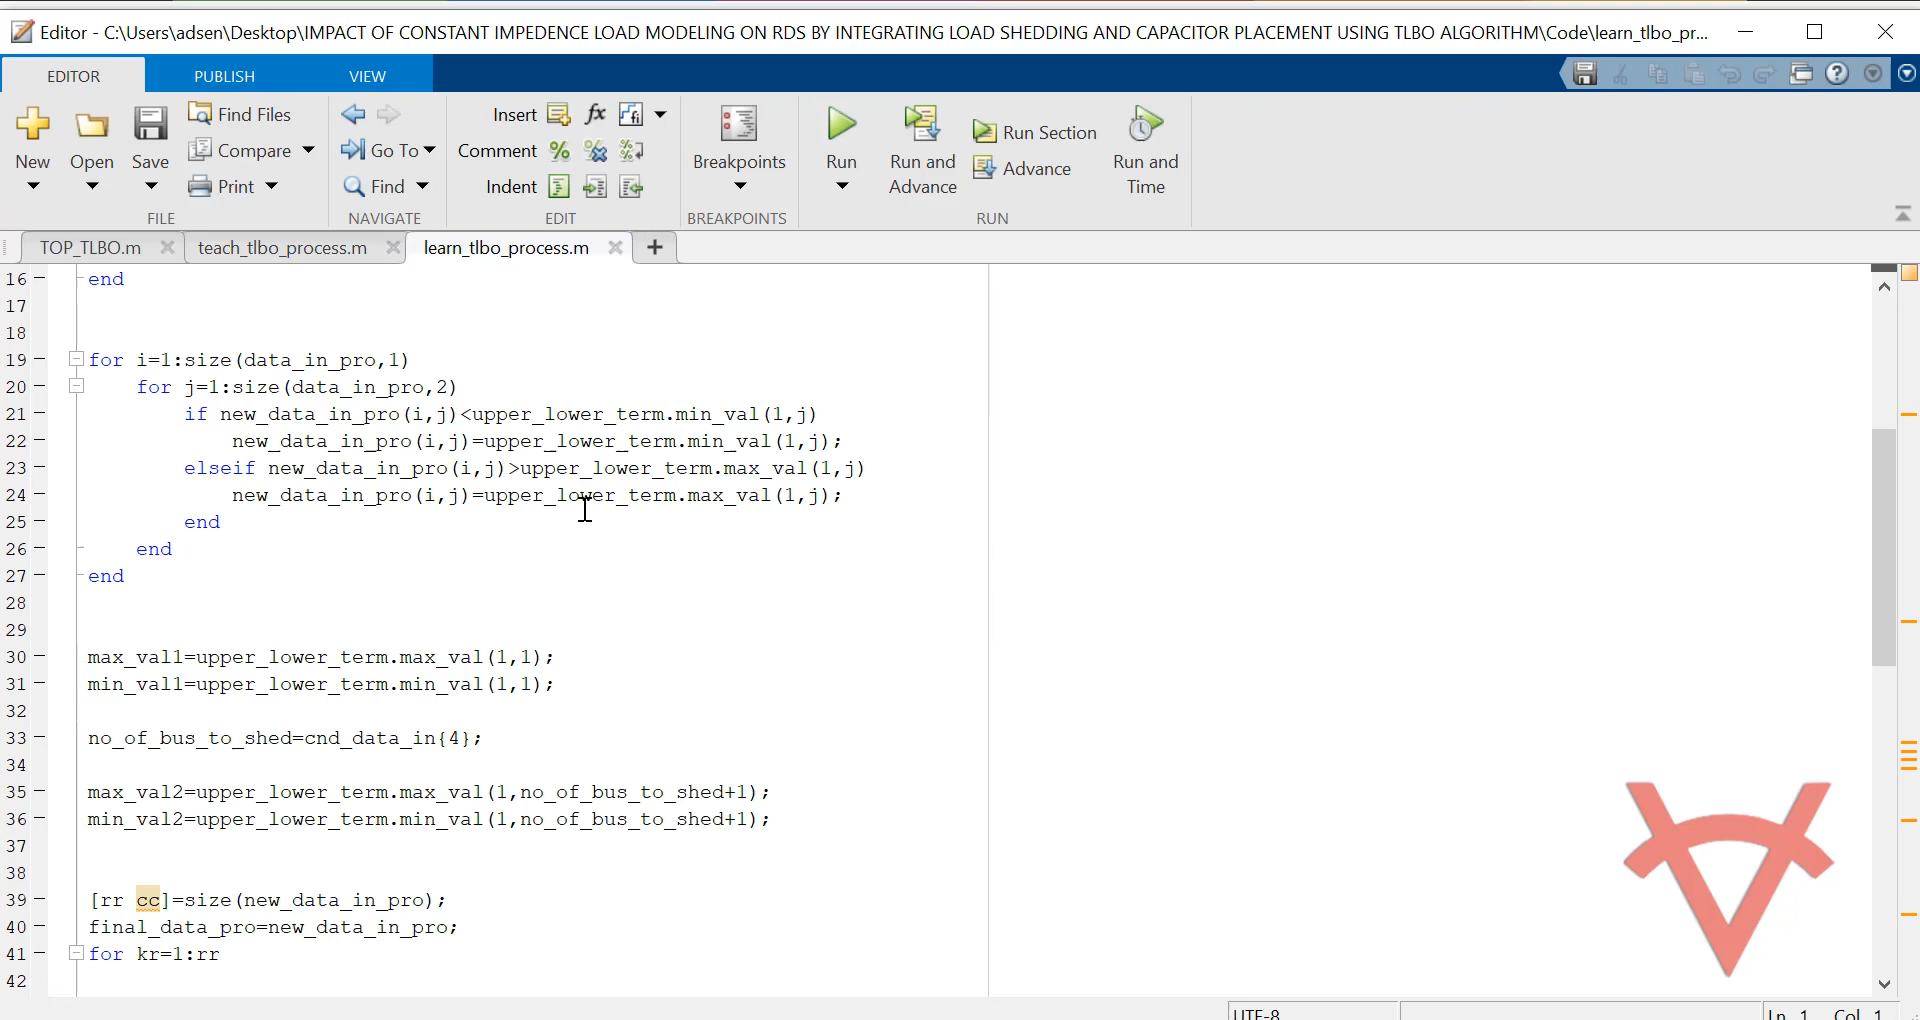 Editor - C:\Users\adsen\Desktop\IMPACT OF CONSTANT IMPEDENCE LOAD MODELING ON RDS BY INTEGRATING LOAD SHEDDING AND CAPACITOR PLACEMENT USING TLBO ALGORITHM\Code\learn_tlbo_pr...
EDITOR PUBLISH VIEW
New Open Save Find Files Compare Print
FILE
Go To Find
NAVIGATE
Insert fx
Comment
Indent
EDIT
Breakpoints
BREAKPOINTS
Run Run and Advance Run Section Advance Run and Time
RUN
TOP_TLBO.m teach_tlbo_process.m learn_tlbo_process.m
16 end
17
18
19 for i=1:size(data_in_pro,1)
20 for j=1:size(data_in_pro,2)
21 if new_data_in_pro(i,j)<upper_lower_term.min_val(1,j)
22 new_data_in_pro(i,j)=upper_lower_term.min_val(1,j);
23 elseif new_data_in_pro(i,j)>upper_lower_term.max_val(1,j)
24 new_data_in_pro(i,j)=upper_lower_term.max_val(1,j);
25 end
26 end
27 end
28
29
30 max_val1=upper_lower_term.max_val(1,1);
31 min_val1=upper_lower_term.min_val(1,1);
32
33 no_of_bus_to_shed=cnd_data_in{4};
34
35 max_val2=upper_lower_term.max_val(1,no_of_bus_to_shed+1);
36 min_val2=upper_lower_term.min_val(1,no_of_bus_to_shed+1);
37
38
39 [rr cc]=size(new_data_in_pro);
40 final_data_pro=new_data_in_pro;
41 for kr=1:rr
42
UTF-8 Ln 1 Col 1